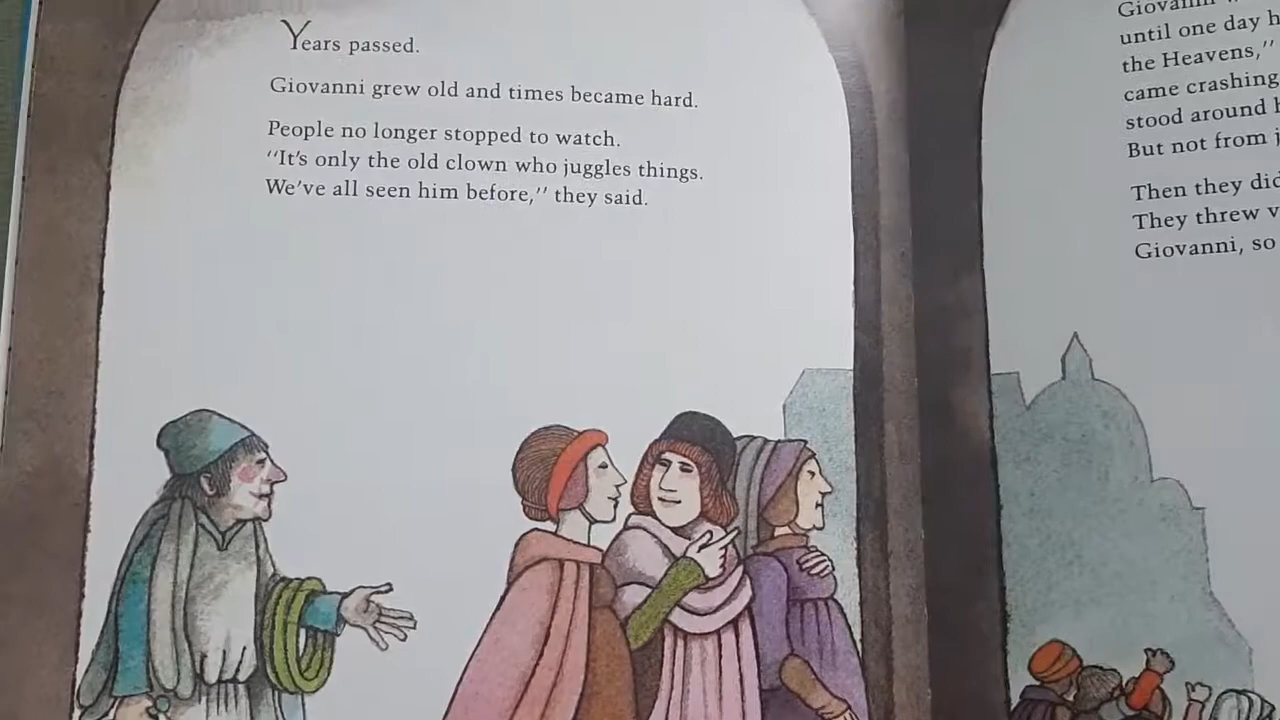 Years passed.
Giovanni grew old and times became hard.
People no longer stopped to watch.
"It's only the old clown who juggles things.
We've all seen him before," they said.
Giovanni
until one day
the Heavens,"
came crashing
stood around
But not from
Then they did
They threw
Giovanni, so